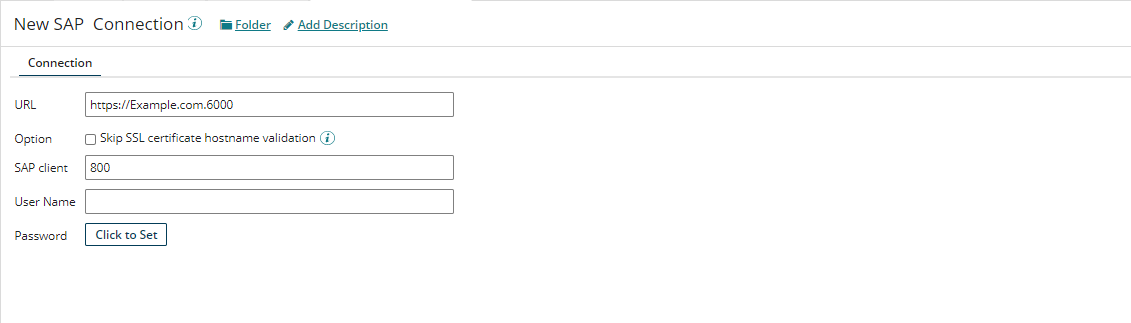 New SAP  Connection i Folder Add Description
Connection
URL https://Example.com.6000
Option Skip SSL certificate hostname validation i
SAP client 800
User Name
Password Click to Set